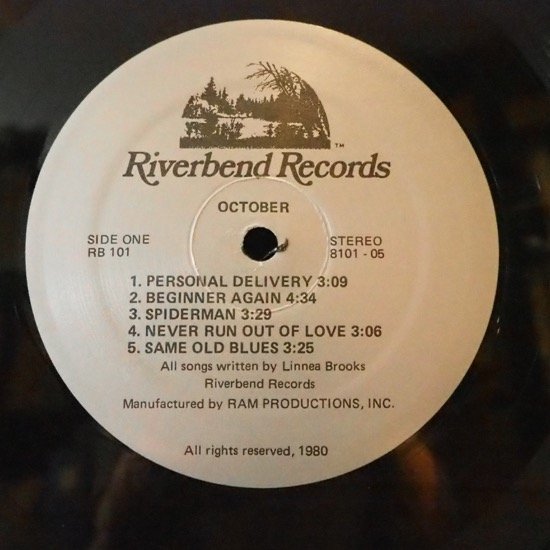 ™
Riverbend Records
OCTOBER
SIDE ONE
RB 101
STEREO
8101 - 05
1. PERSONAL DELIVERY 3:09
2. BEGINNER AGAIN 4:34
3. SPIDERMAN 3:29
4. NEVER RUN OUT OF LOVE 3:06
5. SAME OLD BLUES 3:25
All songs written by Linnea Brooks
Riverbend Records
Manufactured by RAM PRODUCTIONS, INC.
All rights reserved, 1980